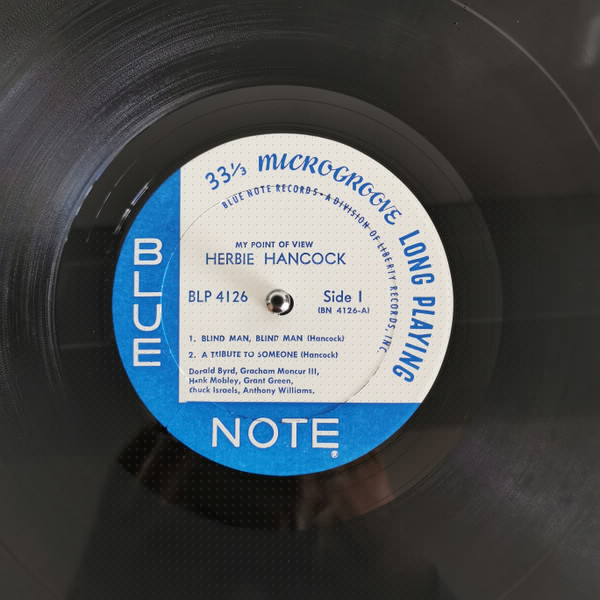 33⅓ MICROGROOVE LONG PLAYING
BLUE NOTE RECORDS • A DIVISION OF LIBERTY RECORDS, INC.
MY POINT OF VIEW
HERBIE HANCOCK
BLP 4126
Side 1
(BN 4126-A)
1. BLIND MAN, BLIND MAN (Hancock)
2. A TRIBUTE TO SOMEONE (Hancock)
Donald Byrd, Grachan Moncur III,
Hank Mobley, Grant Green,
Chuck Israels, Anthony Williams.
BLUE
NOTE®